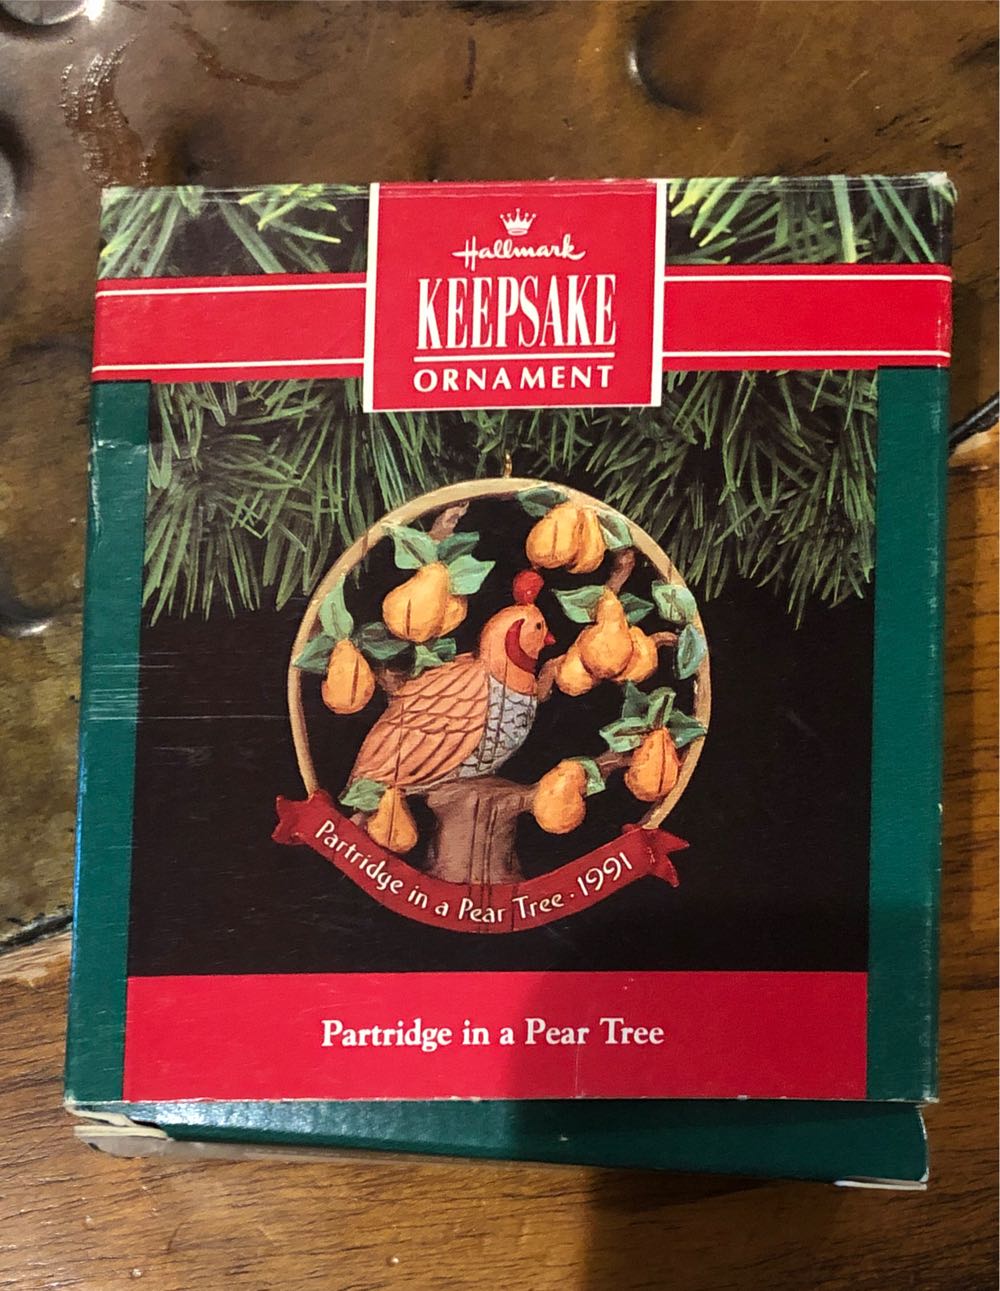 Hallmark
KEEPSAKE
ORNAMENT
Partridge in a Pear Tree · 1991
Partridge in a Pear Tree